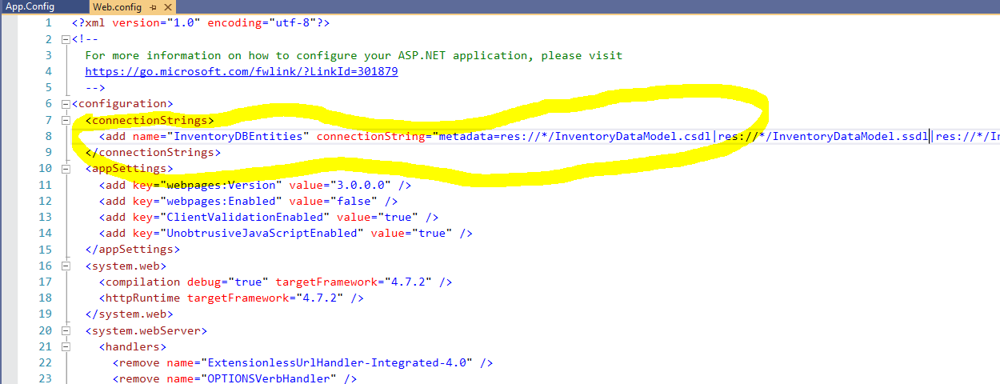 App.Config Web.config
1 <?xml version="1.0" encoding="utf-8"?>
2 <!--
3 For more information on how to configure your ASP.NET application, please visit
4 https://go.microsoft.com/fwlink/?LinkId=301879
5 -->
6 <configuration>
7 <connectionStrings>
8 <add name="InventoryDBEntities" connectionString="metadata=res://*/InventoryDataModel.csdl|res://*/InventoryDataModel.ssdl|res://*/In
9 </connectionStrings>
10 <appSettings>
11 <add key="webpages:Version" value="3.0.0.0" />
12 <add key="webpages:Enabled" value="false" />
13 <add key="ClientValidationEnabled" value="true" />
14 <add key="UnobtrusiveJavaScriptEnabled" value="true" />
15 </appSettings>
16 <system.web>
17 <compilation debug="true" targetFramework="4.7.2" />
18 <httpRuntime targetFramework="4.7.2" />
19 </system.web>
20 <system.webServer>
21 <handlers>
22 <remove name="ExtensionlessUrlHandler-Integrated-4.0" />
23 <remove name="OPTIONSVerbHandler" />